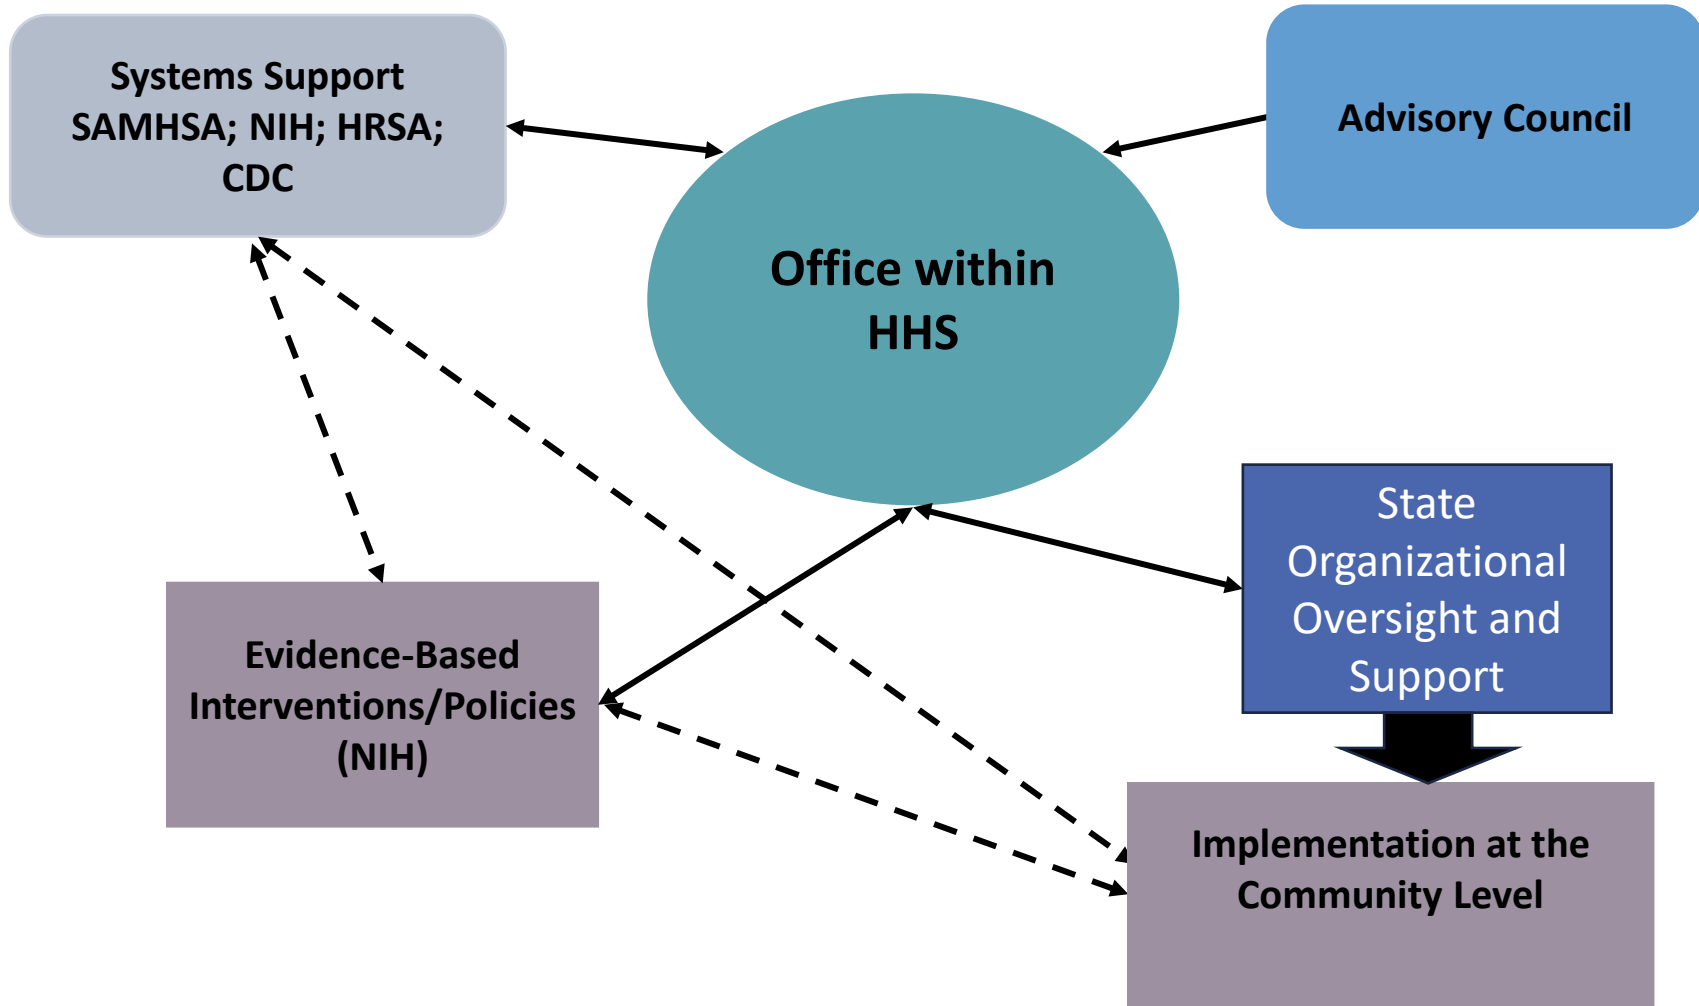 Systems Support
SAMHSA; NIH; HRSA;
CDC
Advisory Council
Office within
HHS
State
Organizational
Oversight and
Support
Evidence-Based
Interventions/Policies
(NIH)
Implementation at the
Community Level